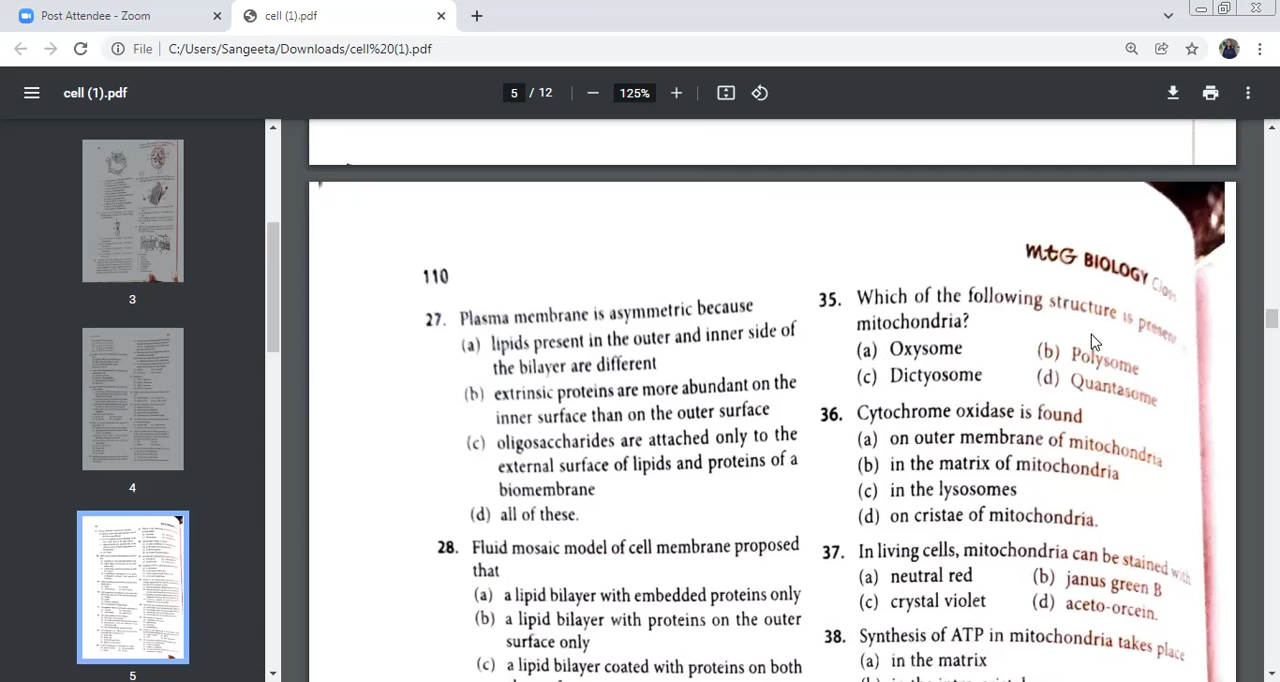 Post Attendee - Zoom
cell (1).pdf
File
C:/Users/Sangeeta/Downloads/cell%20(1).pdf
cell (1).pdf
5 / 12
125%
3
4
5
110
27. Plasma membrane is asymmetric because
(a) lipids present in the outer and inner side of
the bilayer are different
(b) extrinsic proteins are more abundant on the
inner surface than on the outer surface
(c) oligosaccharides are attached only to the
external surface of lipids and proteins of a
biomembrane
(d) all of these.
28. Fluid mosaic model of cell membrane proposed
that
(a) a lipid bilayer with embedded proteins only
(b) a lipid bilayer with proteins on the outer
surface only
(c) a lipid bilayer coated with proteins on both
mtG BIOLOGY
35. Which of the following structure is present
mitochondria?
(a) Oxysome (b) Polysome
(c) Dictyosome (d) Quantasome
36. Cytochrome oxidase is found
(a) on outer membrane of mitochondria
(b) in the matrix of mitochondria
(c) in the lysosomes
(d) on cristae of mitochondria.
37. In living cells, mitochondria can be stained with
(a) neutral red (b) janus green B
(c) crystal violet (d) aceto-orcein.
38. Synthesis of ATP in mitochondria takes place
(a) in the matrix